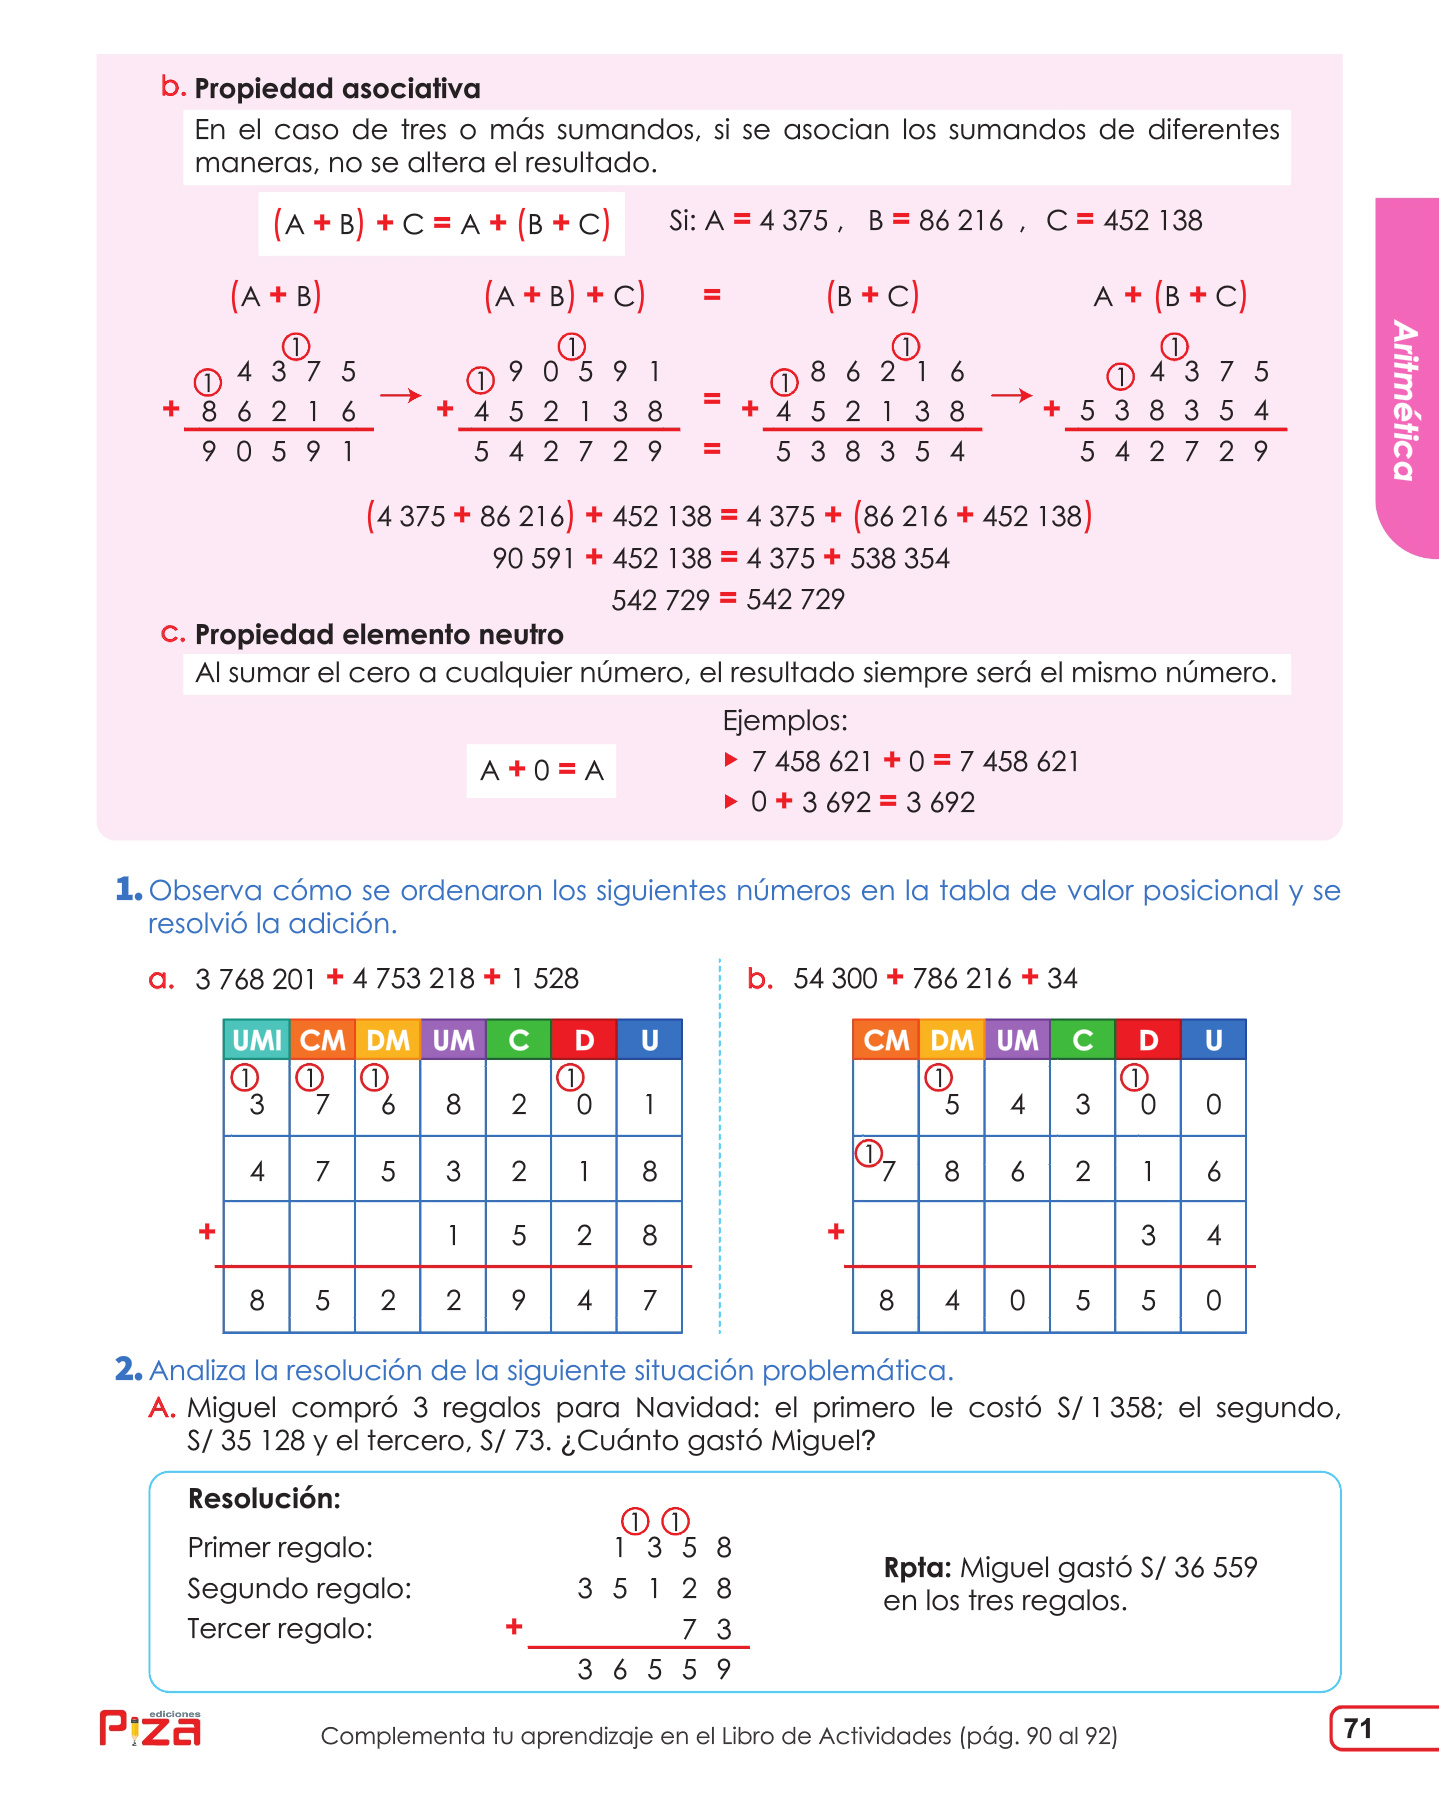 b. Propiedad asociativa
En el caso de tres o más sumandos, si se asocian los sumandos de diferentes
maneras, no se altera el resultado.
(A + B) + C = A + (B + C) Si: A = 4 375 , B = 86 216 , C = 452 138
(A + B) (A + B) + C) = (B + C) A + (B + C)
1 1 1 1
1 4 3 7 5 1 9 0 5 9 1 1 8 6 2 1 6 1 4 3 7 5
+ 8 6 2 1 6 + 4 5 2 1 3 8 = + 4 5 2 1 3 8 + 5 3 8 3 5 4
9 0 5 9 1 5 4 2 7 2 9 = 5 3 8 3 5 4 5 4 2 7 2 9
(4 375 + 86 216) + 452 138 = 4 375 + (86 216 + 452 138)
90 591 + 452 138 = 4 375 + 538 354
542 729 = 542 729
c. Propiedad elemento neutro
Al sumar el cero a cualquier número, el resultado siempre será el mismo número.
Ejemplos:
A + 0 = A
7 458 621 + 0 = 7 458 621
0 + 3 692 = 3 692
Aritmética
1. Observa cómo se ordenaron los siguientes números en la tabla de valor posicional y se
resolvió la adición.
a. 3 768 201 + 4 753 218 + 1 528
UMI CM DM UM C D U
1 1 1 1
3 7 6 8 2 0 1
4 7 5 3 2 1 8
+ 1 5 2 8
8 5 2 2 9 4 7
b. 54 300 + 786 216 + 34
CM DM UM C D U
1 1
5 4 3 0 0
1
7 8 6 2 1 6
+ 3 4
8 4 0 5 5 0
2. Analiza la resolución de la siguiente situación problemática.
A. Miguel compró 3 regalos para Navidad: el primero le costó S/ 1 358; el segundo,
S/ 35 128 y el tercero, S/ 73. ¿Cuánto gastó Miguel?
Resolución:
1 1
Primer regalo: 1 3 5 8
Segundo regalo: 3 5 1 2 8
Tercer regalo: + 7 3
3 6 5 5 9
Rpta: Miguel gastó S/ 36 559
en los tres regalos.
ediciones
Piza
Complementa tu aprendizaje en el Libro de Actividades (pág. 90 al 92)
71